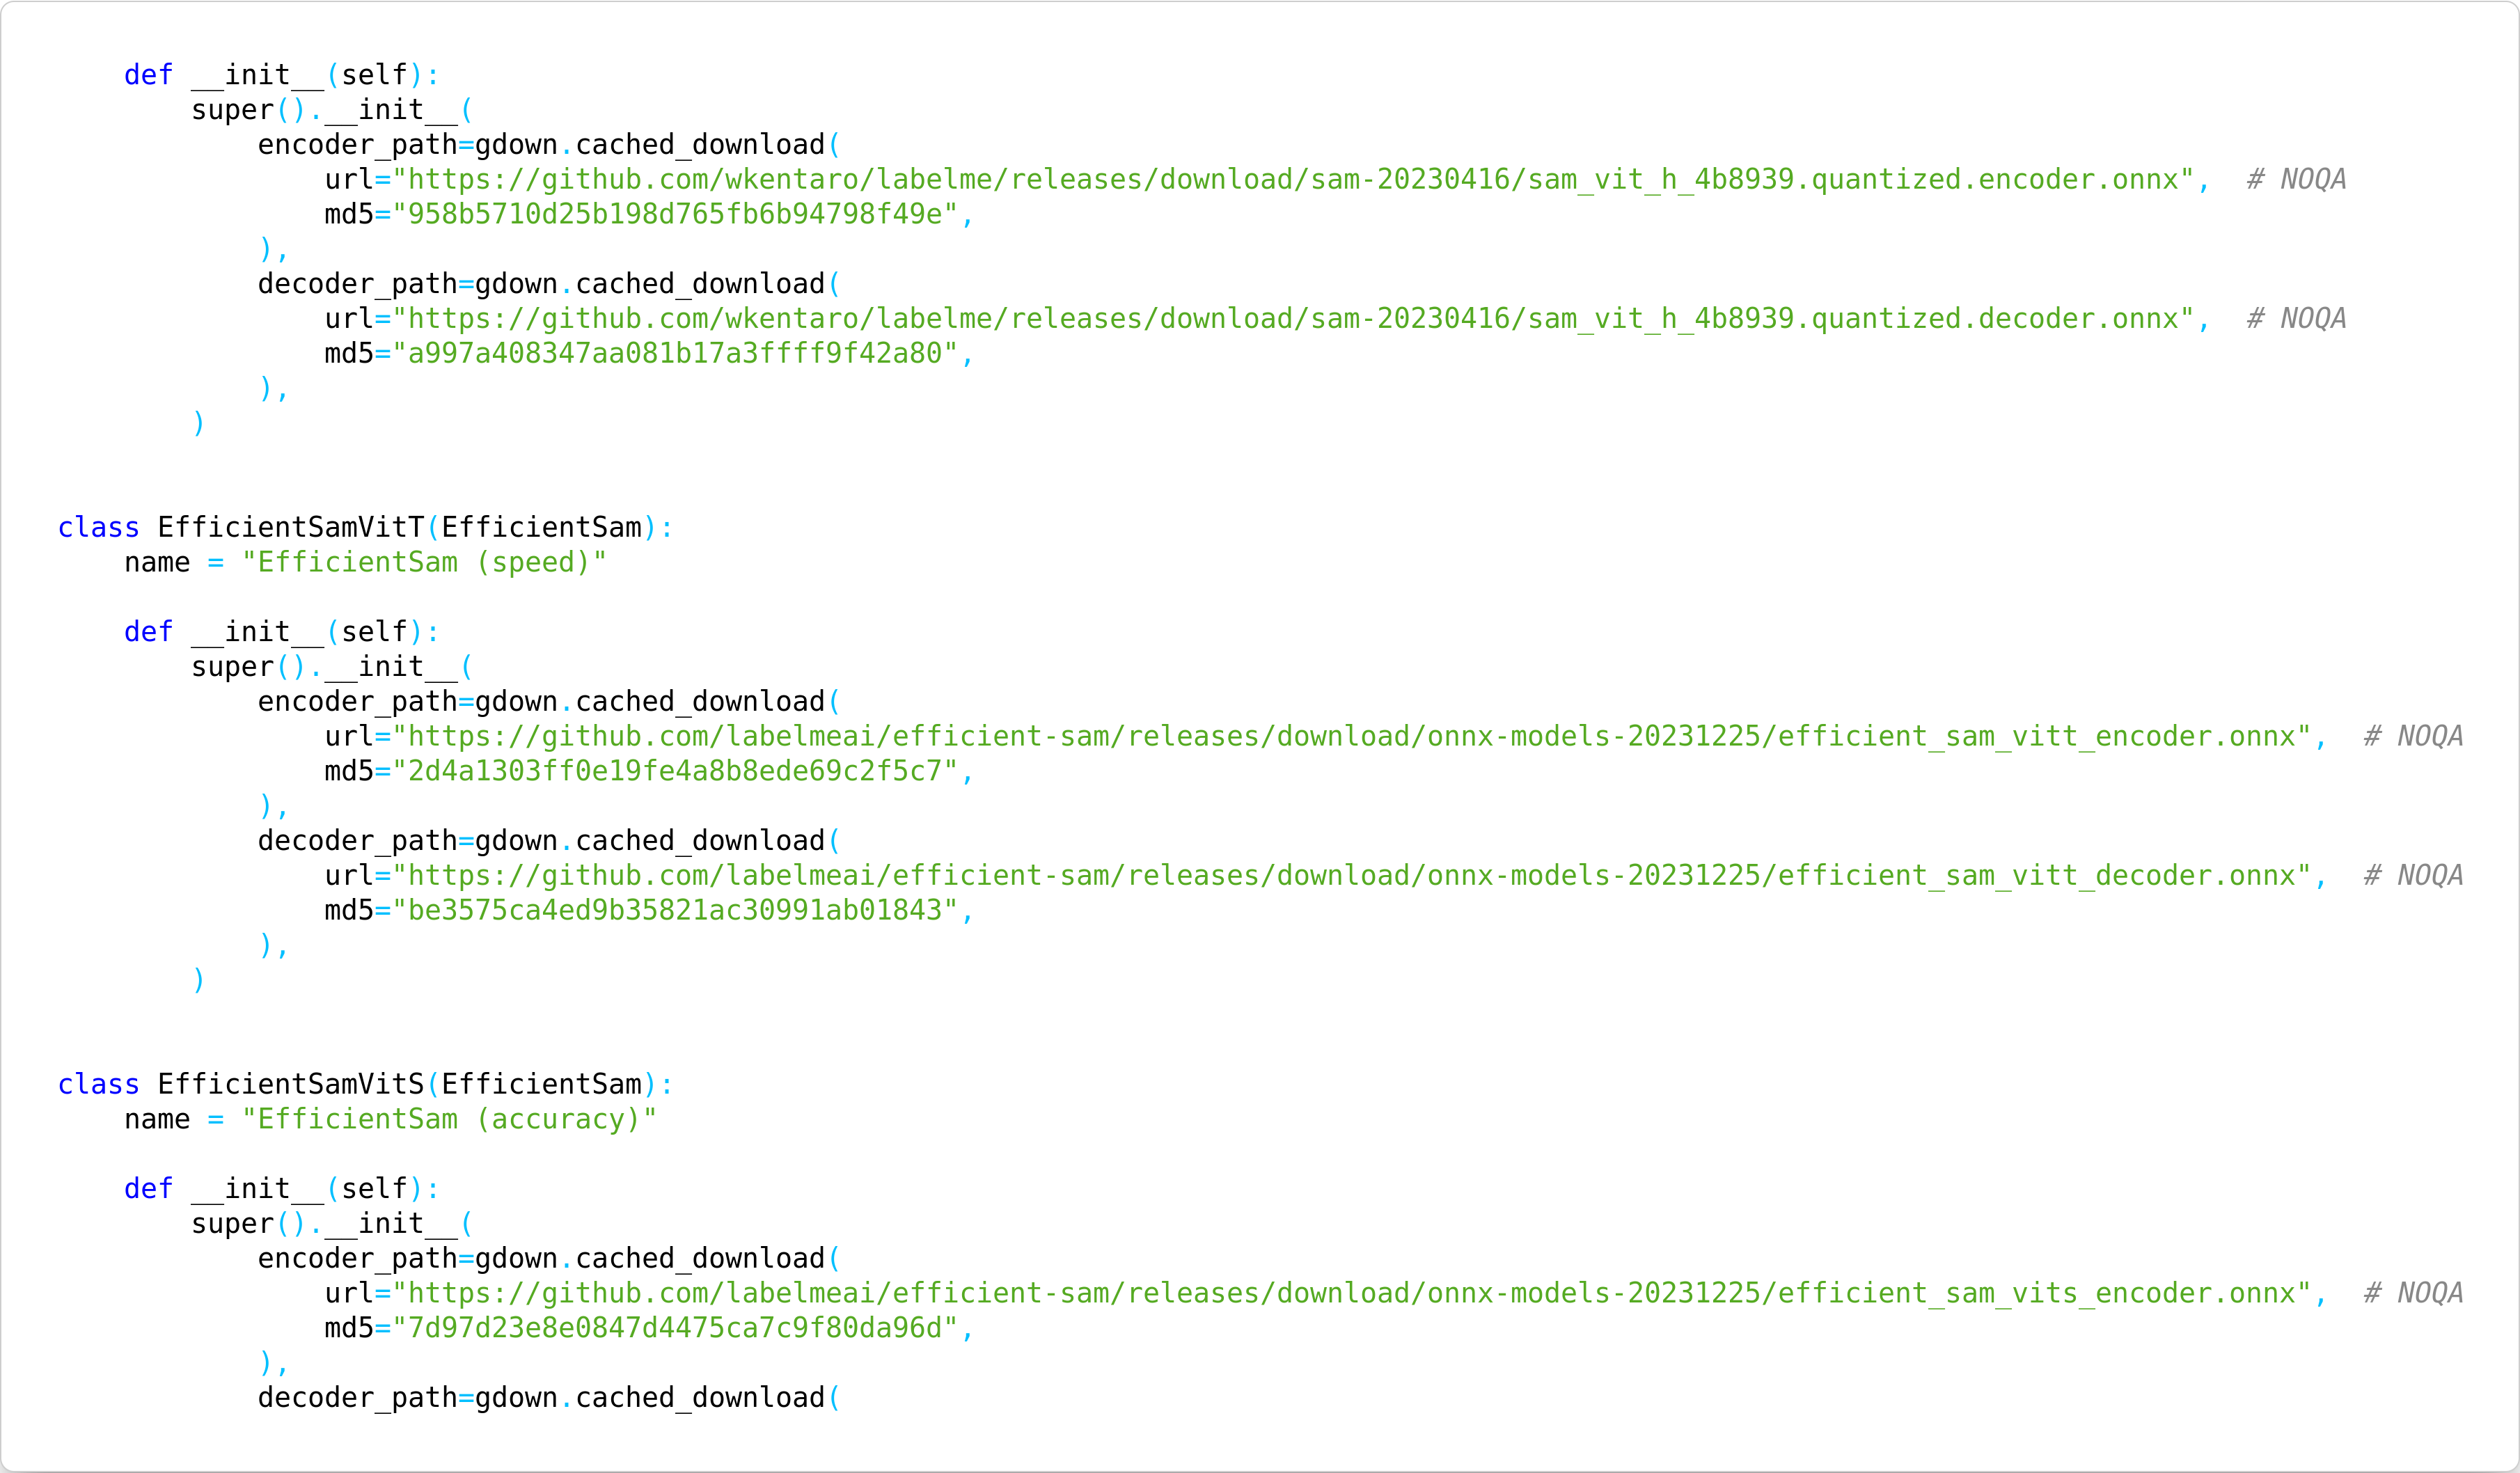 def __init__(self):
        super().__init__(
            encoder_path=gdown.cached_download(
                url="https://github.com/wkentaro/labelme/releases/download/sam-20230416/sam_vit_h_4b8939.quantized.encoder.onnx",  # NOQA
                md5="958b5710d25b198d765fb6b94798f49e",
            ),
            decoder_path=gdown.cached_download(
                url="https://github.com/wkentaro/labelme/releases/download/sam-20230416/sam_vit_h_4b8939.quantized.decoder.onnx",  # NOQA
                md5="a997a408347aa081b17a3ffff9f42a80",
            ),
        )


class EfficientSamVitT(EfficientSam):
    name = "EfficientSam (speed)"

    def __init__(self):
        super().__init__(
            encoder_path=gdown.cached_download(
                url="https://github.com/labelmeai/efficient-sam/releases/download/onnx-models-20231225/efficient_sam_vitt_encoder.onnx",  # NOQA
                md5="2d4a1303ff0e19fe4a8b8ede69c2f5c7",
            ),
            decoder_path=gdown.cached_download(
                url="https://github.com/labelmeai/efficient-sam/releases/download/onnx-models-20231225/efficient_sam_vitt_decoder.onnx",  # NOQA
                md5="be3575ca4ed9b35821ac30991ab01843",
            ),
        )


class EfficientSamVitS(EfficientSam):
    name = "EfficientSam (accuracy)"

    def __init__(self):
        super().__init__(
            encoder_path=gdown.cached_download(
                url="https://github.com/labelmeai/efficient-sam/releases/download/onnx-models-20231225/efficient_sam_vits_encoder.onnx",  # NOQA
                md5="7d97d23e8e0847d4475ca7c9f80da96d",
            ),
            decoder_path=gdown.cached_download(